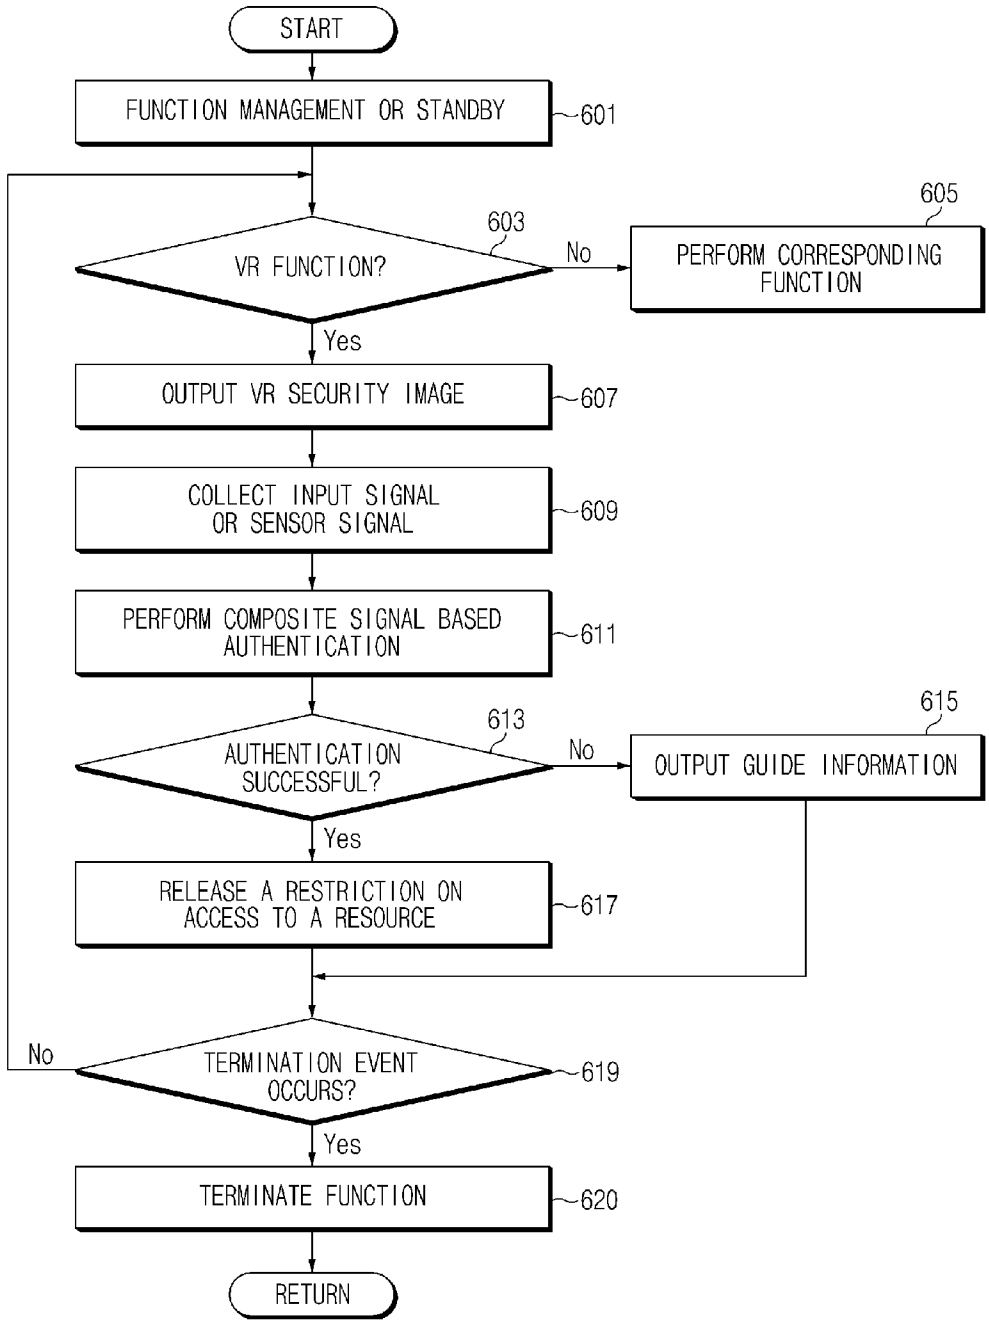 START
FUNCTION MANAGEMENT OR STANDBY
601
603
605
VR FUNCTION?
No
PERFORM CORRESPONDING
FUNCTION
Yes
OUTPUT VR SECURITY IMAGE
607
COLLECT INPUT SIGNAL
OR SENSOR SIGNAL
609
PERFORM COMPOSITE SIGNAL BASED
AUTHENTICATION
611
613
615
AUTHENTICATION
SUCCESSFUL?
No
OUTPUT GUIDE INFORMATION
Yes
RELEASE A RESTRICTION ON
ACCESS TO A RESOURCE
617
No
TERMINATION EVENT
OCCURS?
619
Yes
TERMINATE FUNCTION
620
RETURN